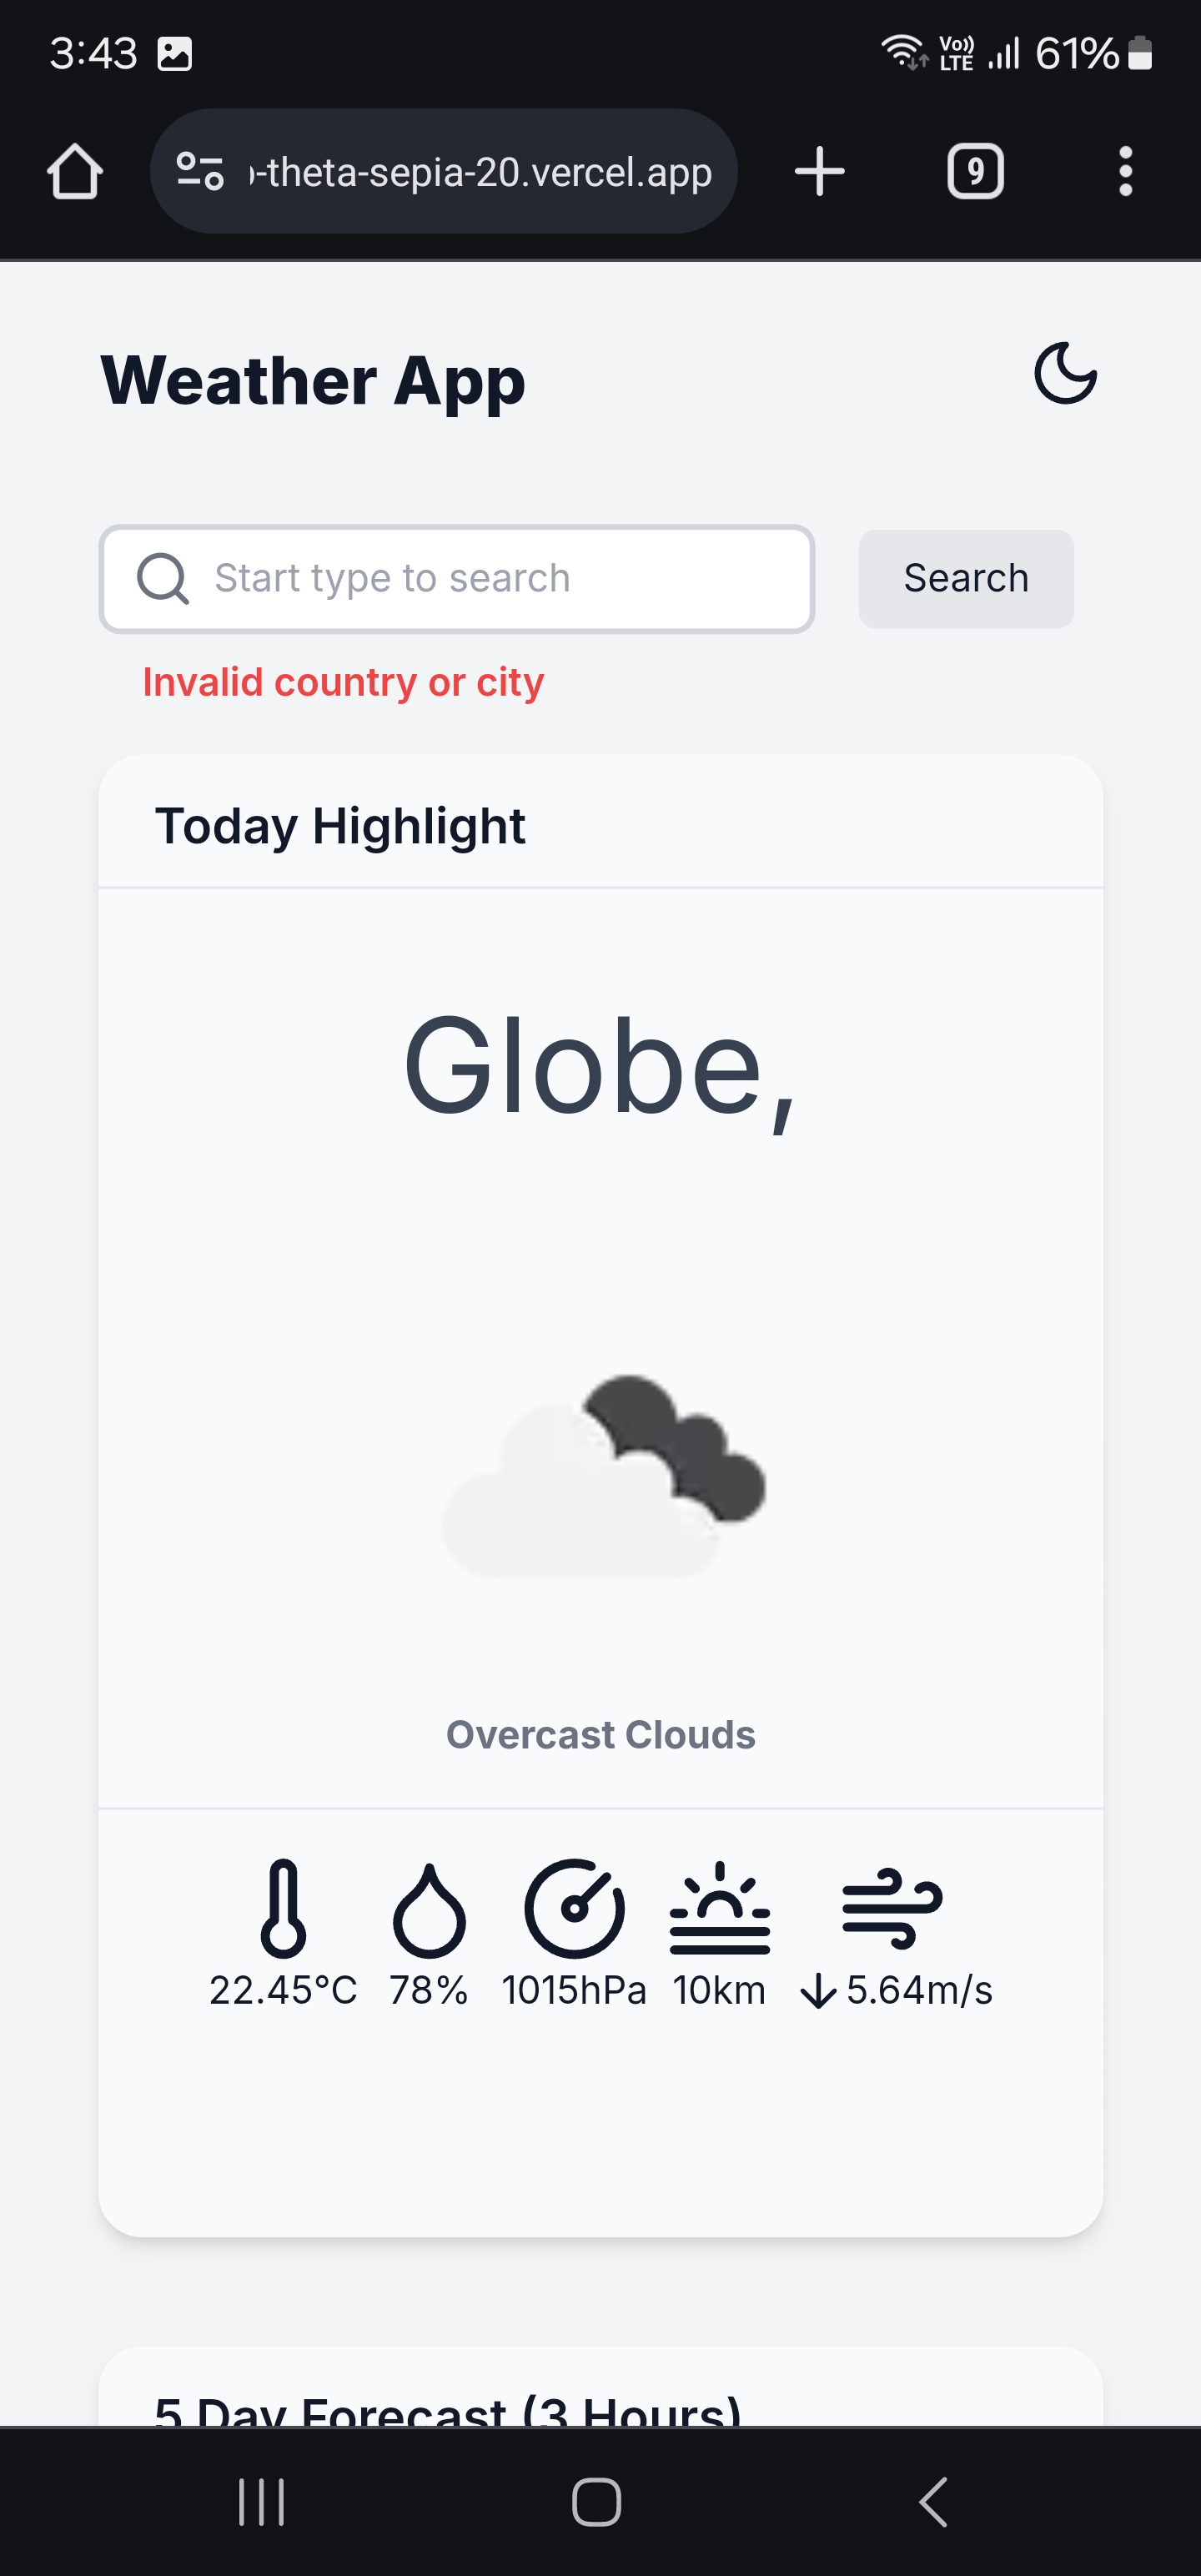 3:43 Vo)) LTE 61%
-theta-sepia-20.vercel.app 9
Weather App
Start type to search Search
Invalid country or city
Today Highlight
Globe,
Overcast Clouds
22.45°C 78% 1015hPa 10km 5.64m/s
5 Day Forecast (3 Hours)